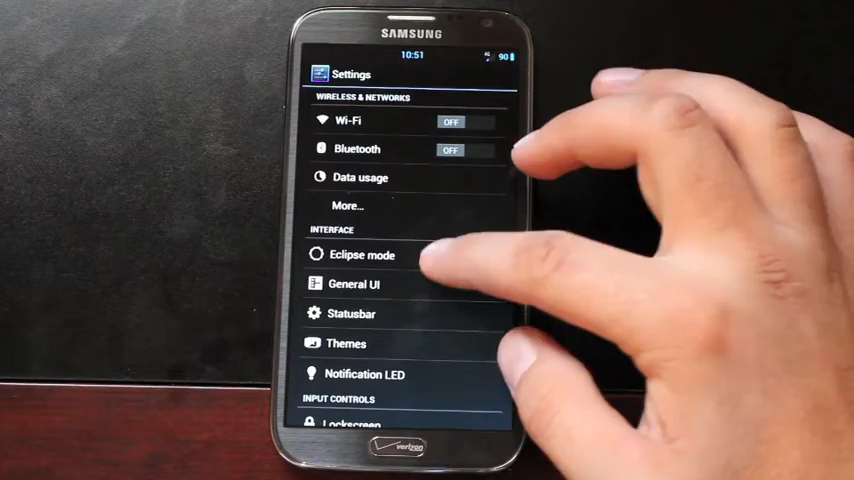 SAMSUNG
10:51
4G
90
Settings
WIRELESS & NETWORKS
Wi-Fi
OFF
Bluetooth
OFF
Data usage
More...
INTERFACE
Eclipse mode
General UI
Statusbar
Themes
Notification LED
INPUT CONTROLS
Lockscreen
verizon